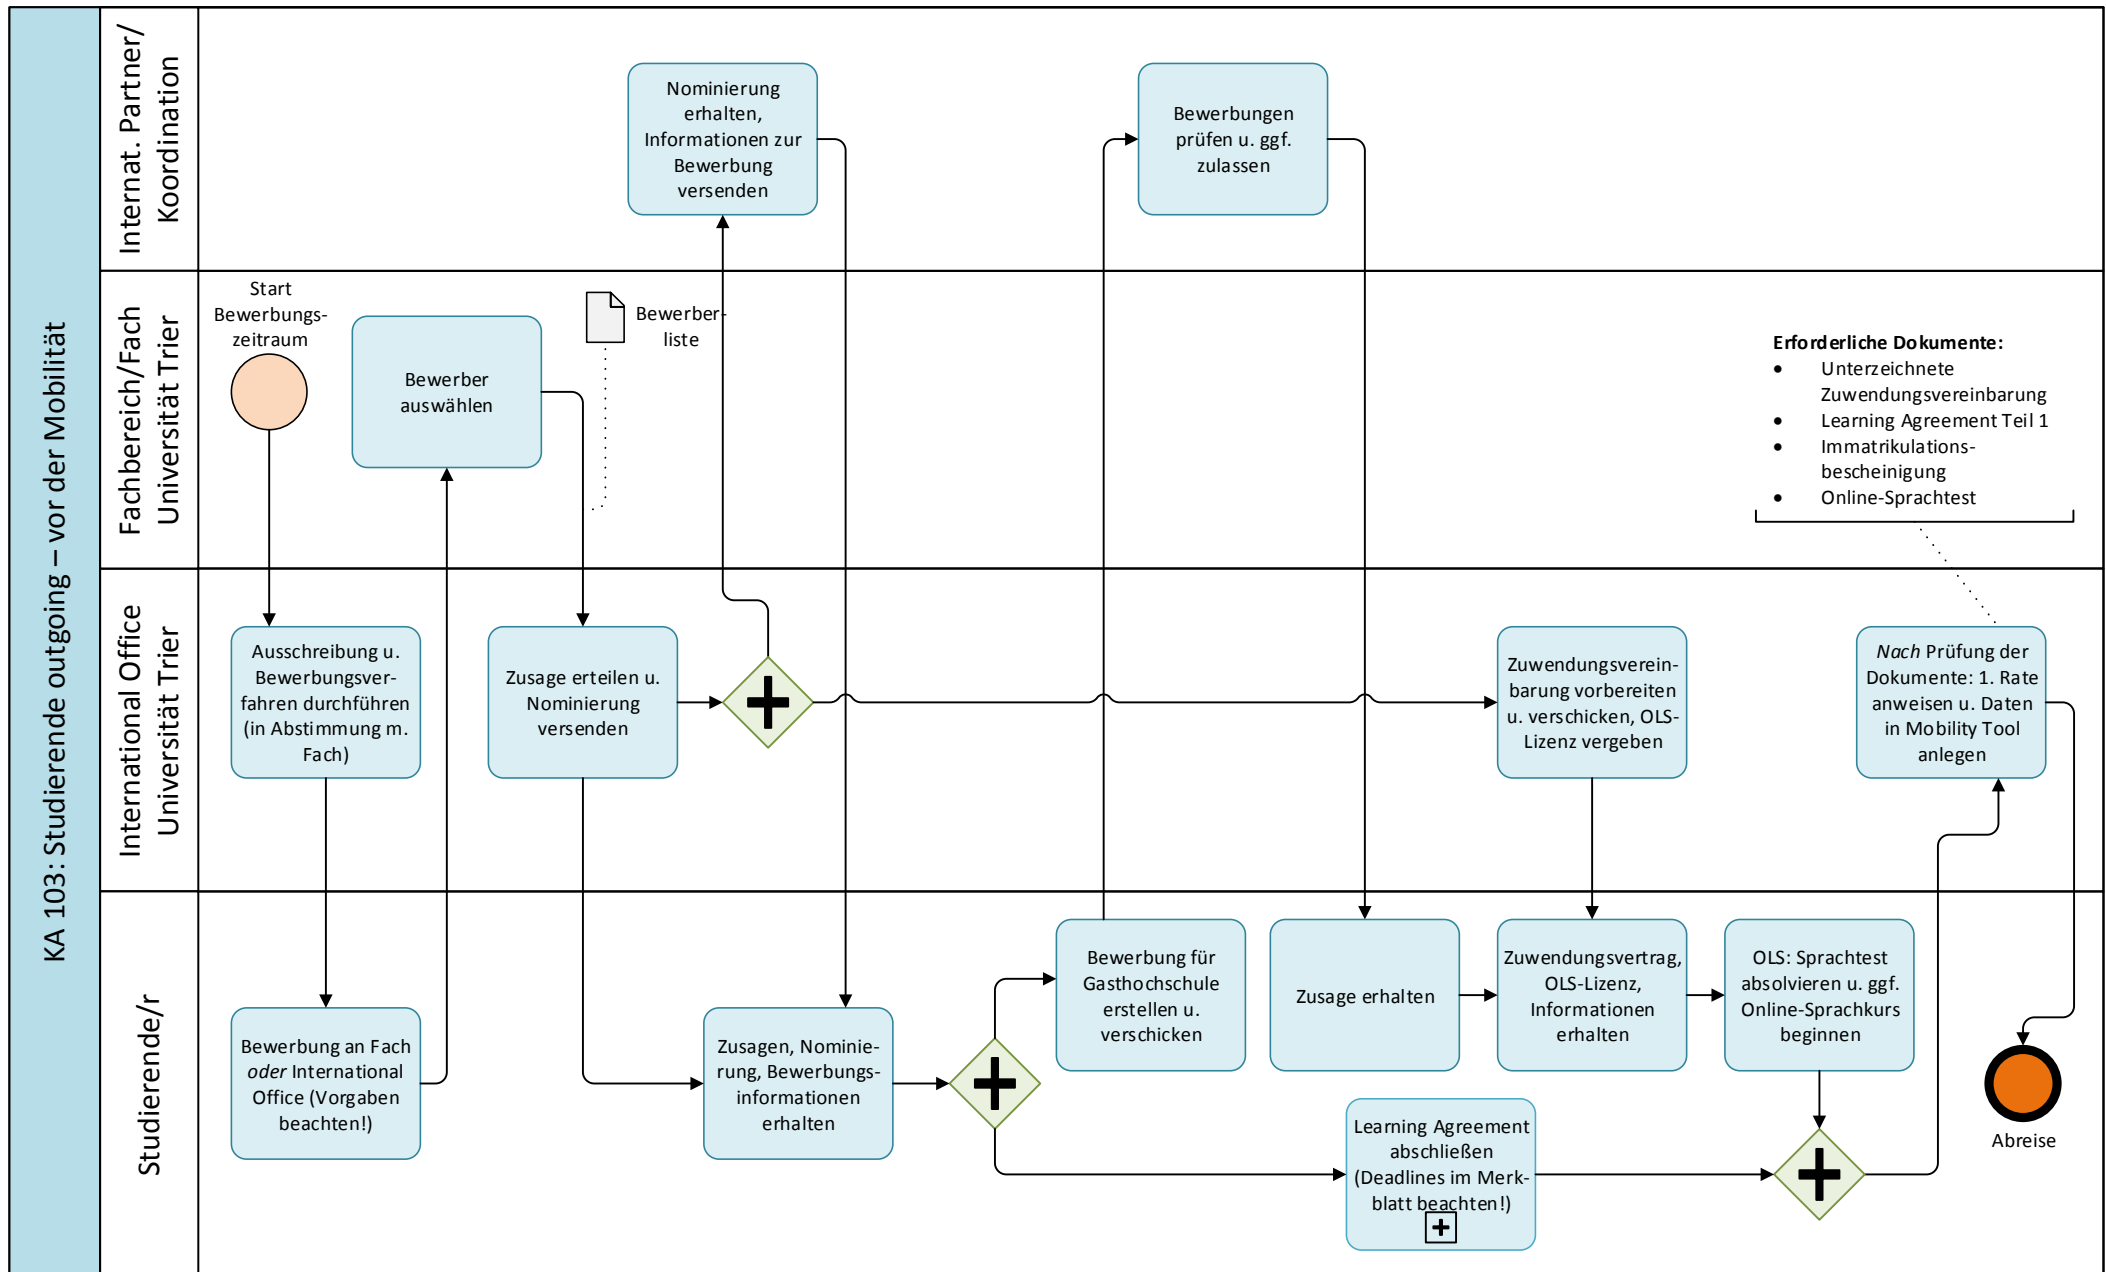 KA 103: Studierende outgoing – vor der Mobilität
Internat. Partner/
Koordination
Nominierung
erhalten,
Informationen zur
Bewerbung
versenden
Bewerbungen
prüfen u. ggf.
zulassen
Fachbereich/Fach
Universität Trier
Start
Bewerbungs-
zeitraum
Bewerber
auswählen
Bewerber-
liste
Erforderliche Dokumente:
• Unterzeichnete
Zuwendungsvereinbarung
• Learning Agreement Teil 1
• Immatrikulations-
bescheinigung
• Online-Sprachtest
International Office
Universität Trier
Ausschreibung u.
Bewerbungsver-
fahren durchführen
(in Abstimmung m.
Fach)
Zusage erteilen u.
Nominierung
versenden
Zuwendungsverein-
barung vorbereiten
u. verschicken, OLS-
Lizenz vergeben
Nach Prüfung der
Dokumente: 1. Rate
anweisen u. Daten
in Mobility Tool
anlegen
Studierende/r
Bewerbung an Fach
oder International
Office (Vorgaben
beachten!)
Zusagen, Nominie-
rung, Bewerbungs-
informationen
erhalten
Bewerbung für
Gasthochschule
erstellen u.
verschicken
Zusage erhalten
Zuwendungsvertrag,
OLS-Lizenz,
Informationen
erhalten
OLS: Sprachtest
absolvieren u. ggf.
Online-Sprachkurs
beginnen
Learning Agreement
abschließen
(Deadlines im Merk-
blatt beachten!)
Abreise